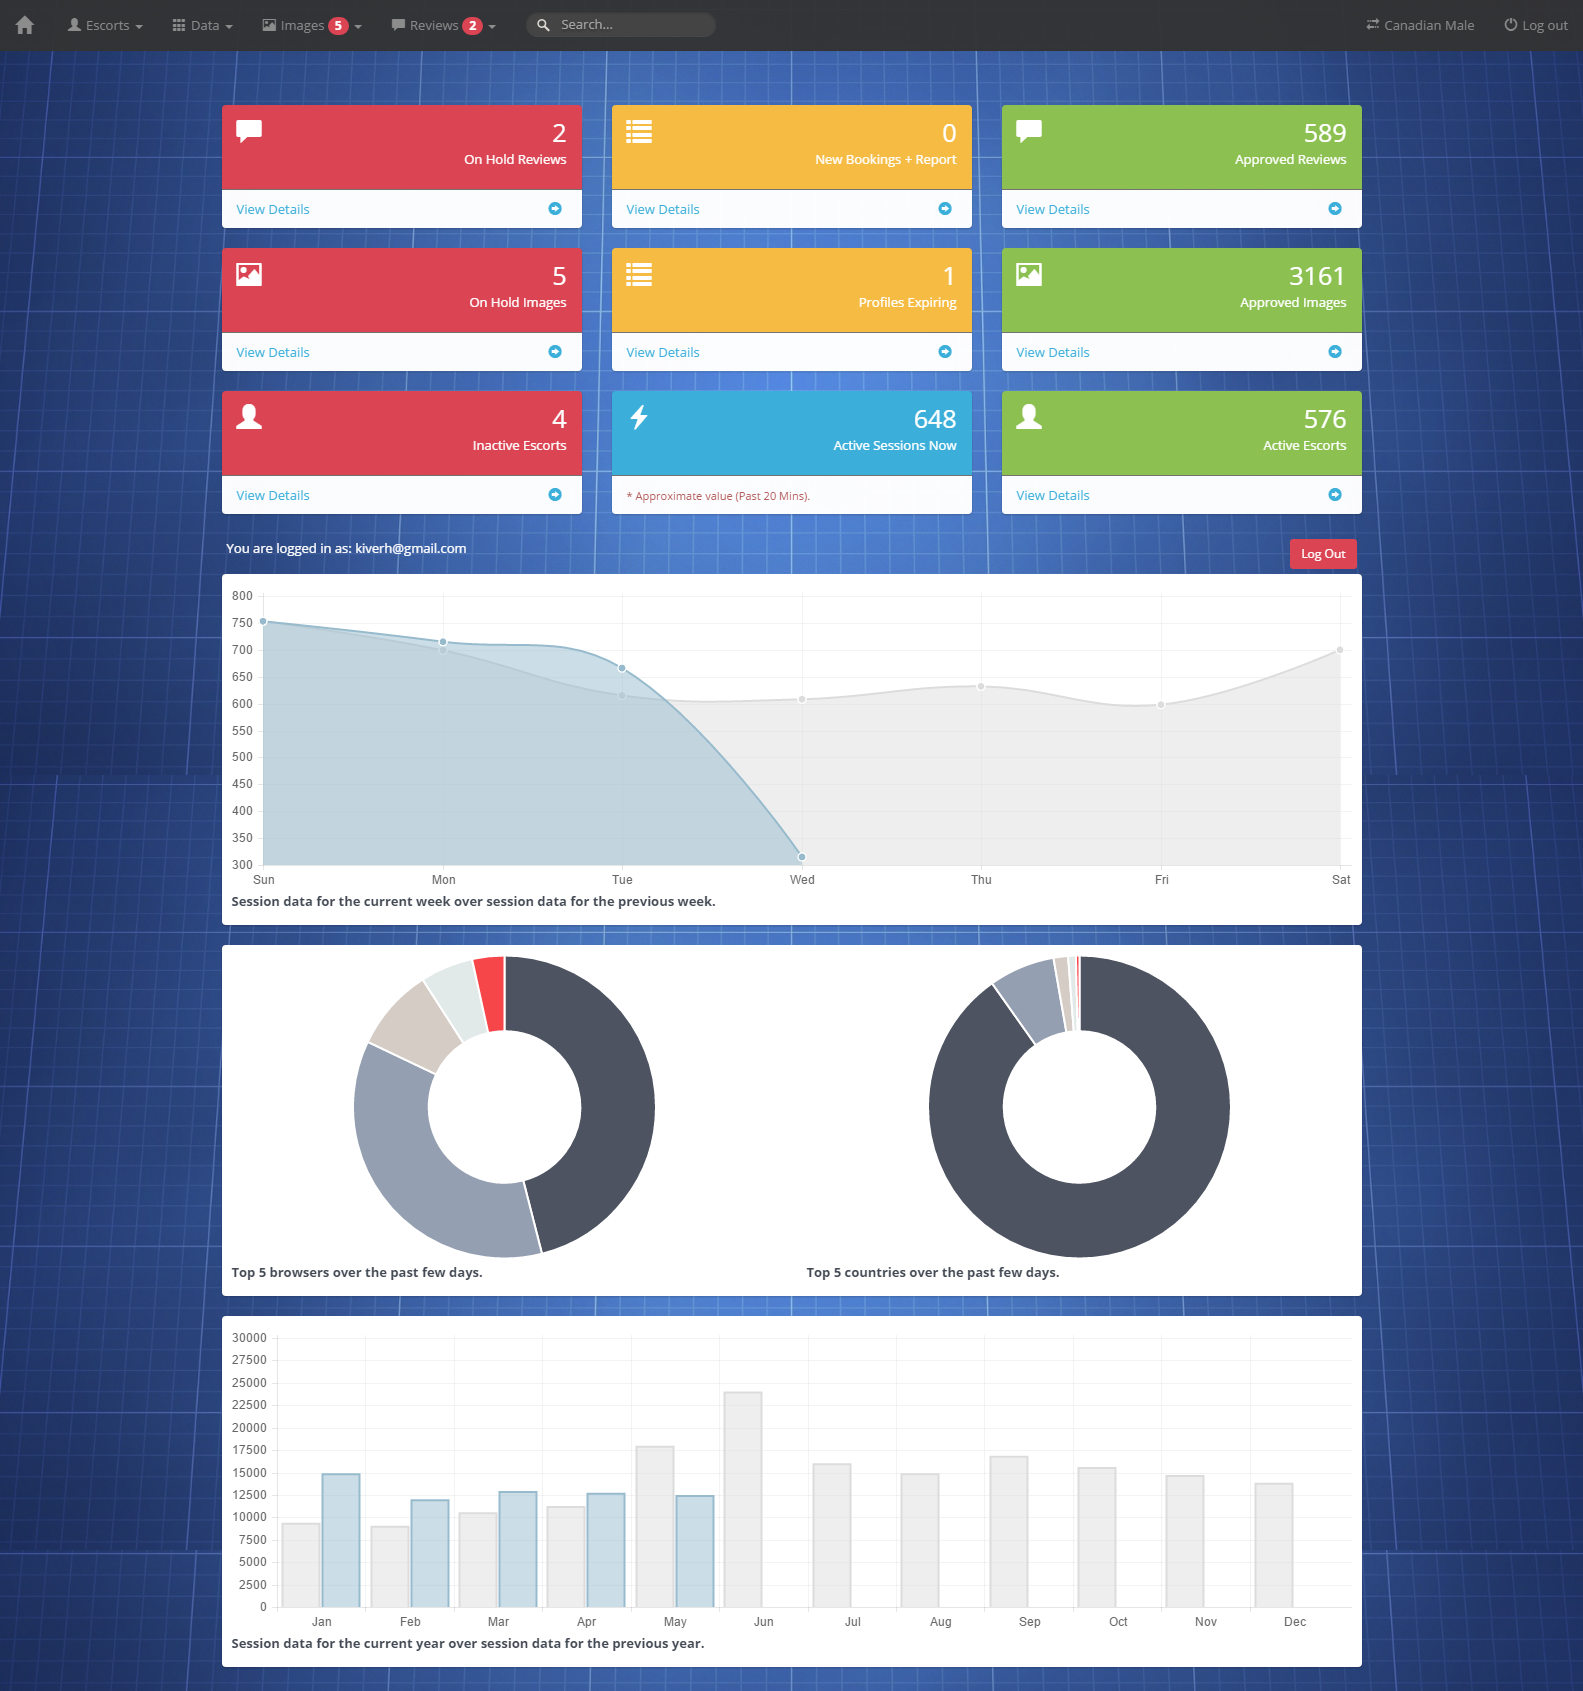 Escorts Data Images 5 Reviews 2 Search... Canadian Male Log out
2
On Hold Reviews
View Details
0
New Bookings + Report
View Details
589
Approved Reviews
View Details
5
On Hold Images
View Details
1
Profiles Expiring
View Details
3161
Approved Images
View Details
4
Inactive Escorts
View Details
648
Active Sessions Now
* Approximate value (Past 20 Mins).
576
Active Escorts
View Details
You are logged in as: kiverh@gmail.com
Log Out
800
750
700
650
600
550
500
450
400
350
300
Sun Mon Tue Wed Thu Fri Sat
Session data for the current week over session data for the previous week.
Top 5 browsers over the past few days.
Top 5 countries over the past few days.
30000
27500
25000
22500
20000
17500
15000
12500
10000
7500
5000
2500
0
Jan Feb Mar Apr May Jun Jul Aug Sep Oct Nov Dec
Session data for the current year over session data for the previous year.